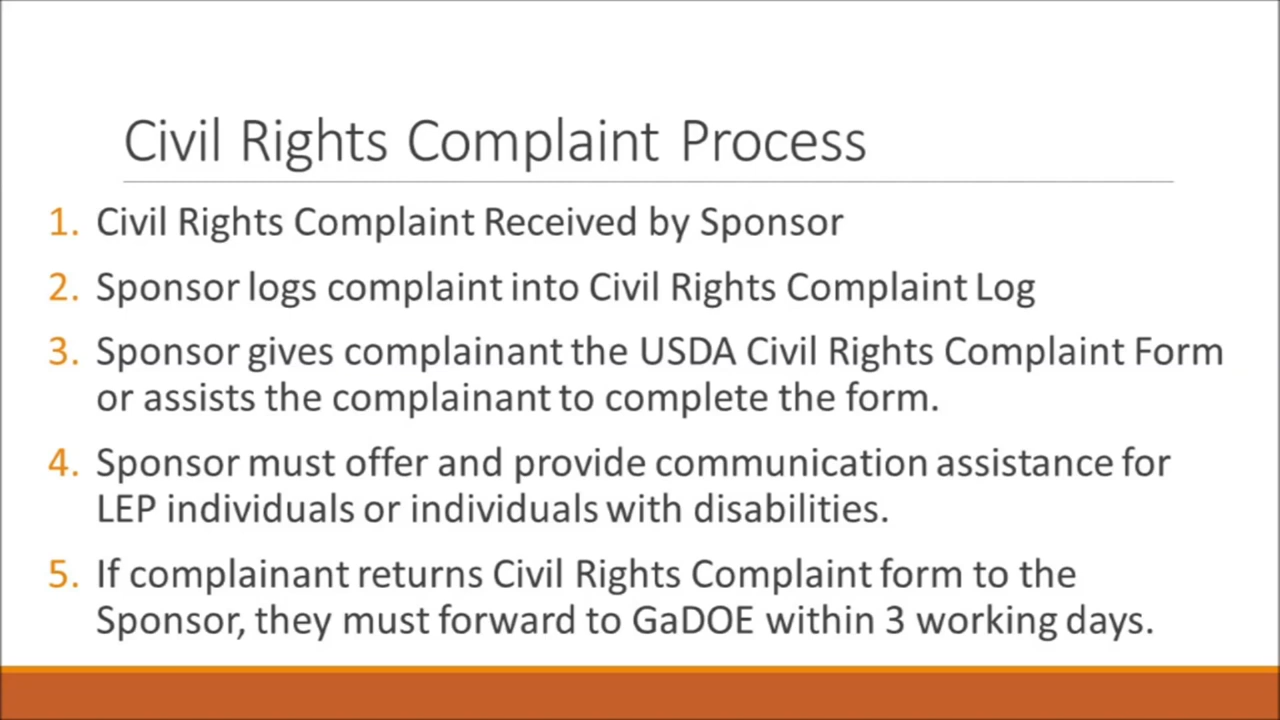 Civil Rights Complaint Process
1. Civil Rights Complaint Received by Sponsor
2. Sponsor logs complaint into Civil Rights Complaint Log
3. Sponsor gives complainant the USDA Civil Rights Complaint Form
or assists the complainant to complete the form.
4. Sponsor must offer and provide communication assistance for
LEP individuals or individuals with disabilities.
5. If complainant returns Civil Rights Complaint form to the
Sponsor, they must forward to GaDOE within 3 working days.